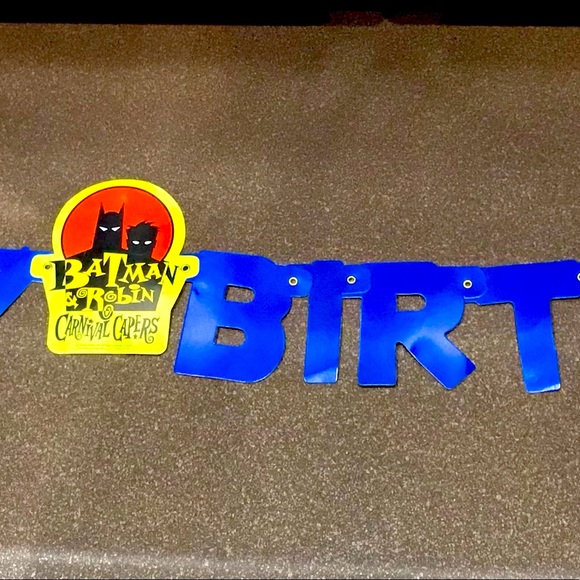 Y
BATMAN
& ROBIN
CARNIVAL CAPERS
BIRT